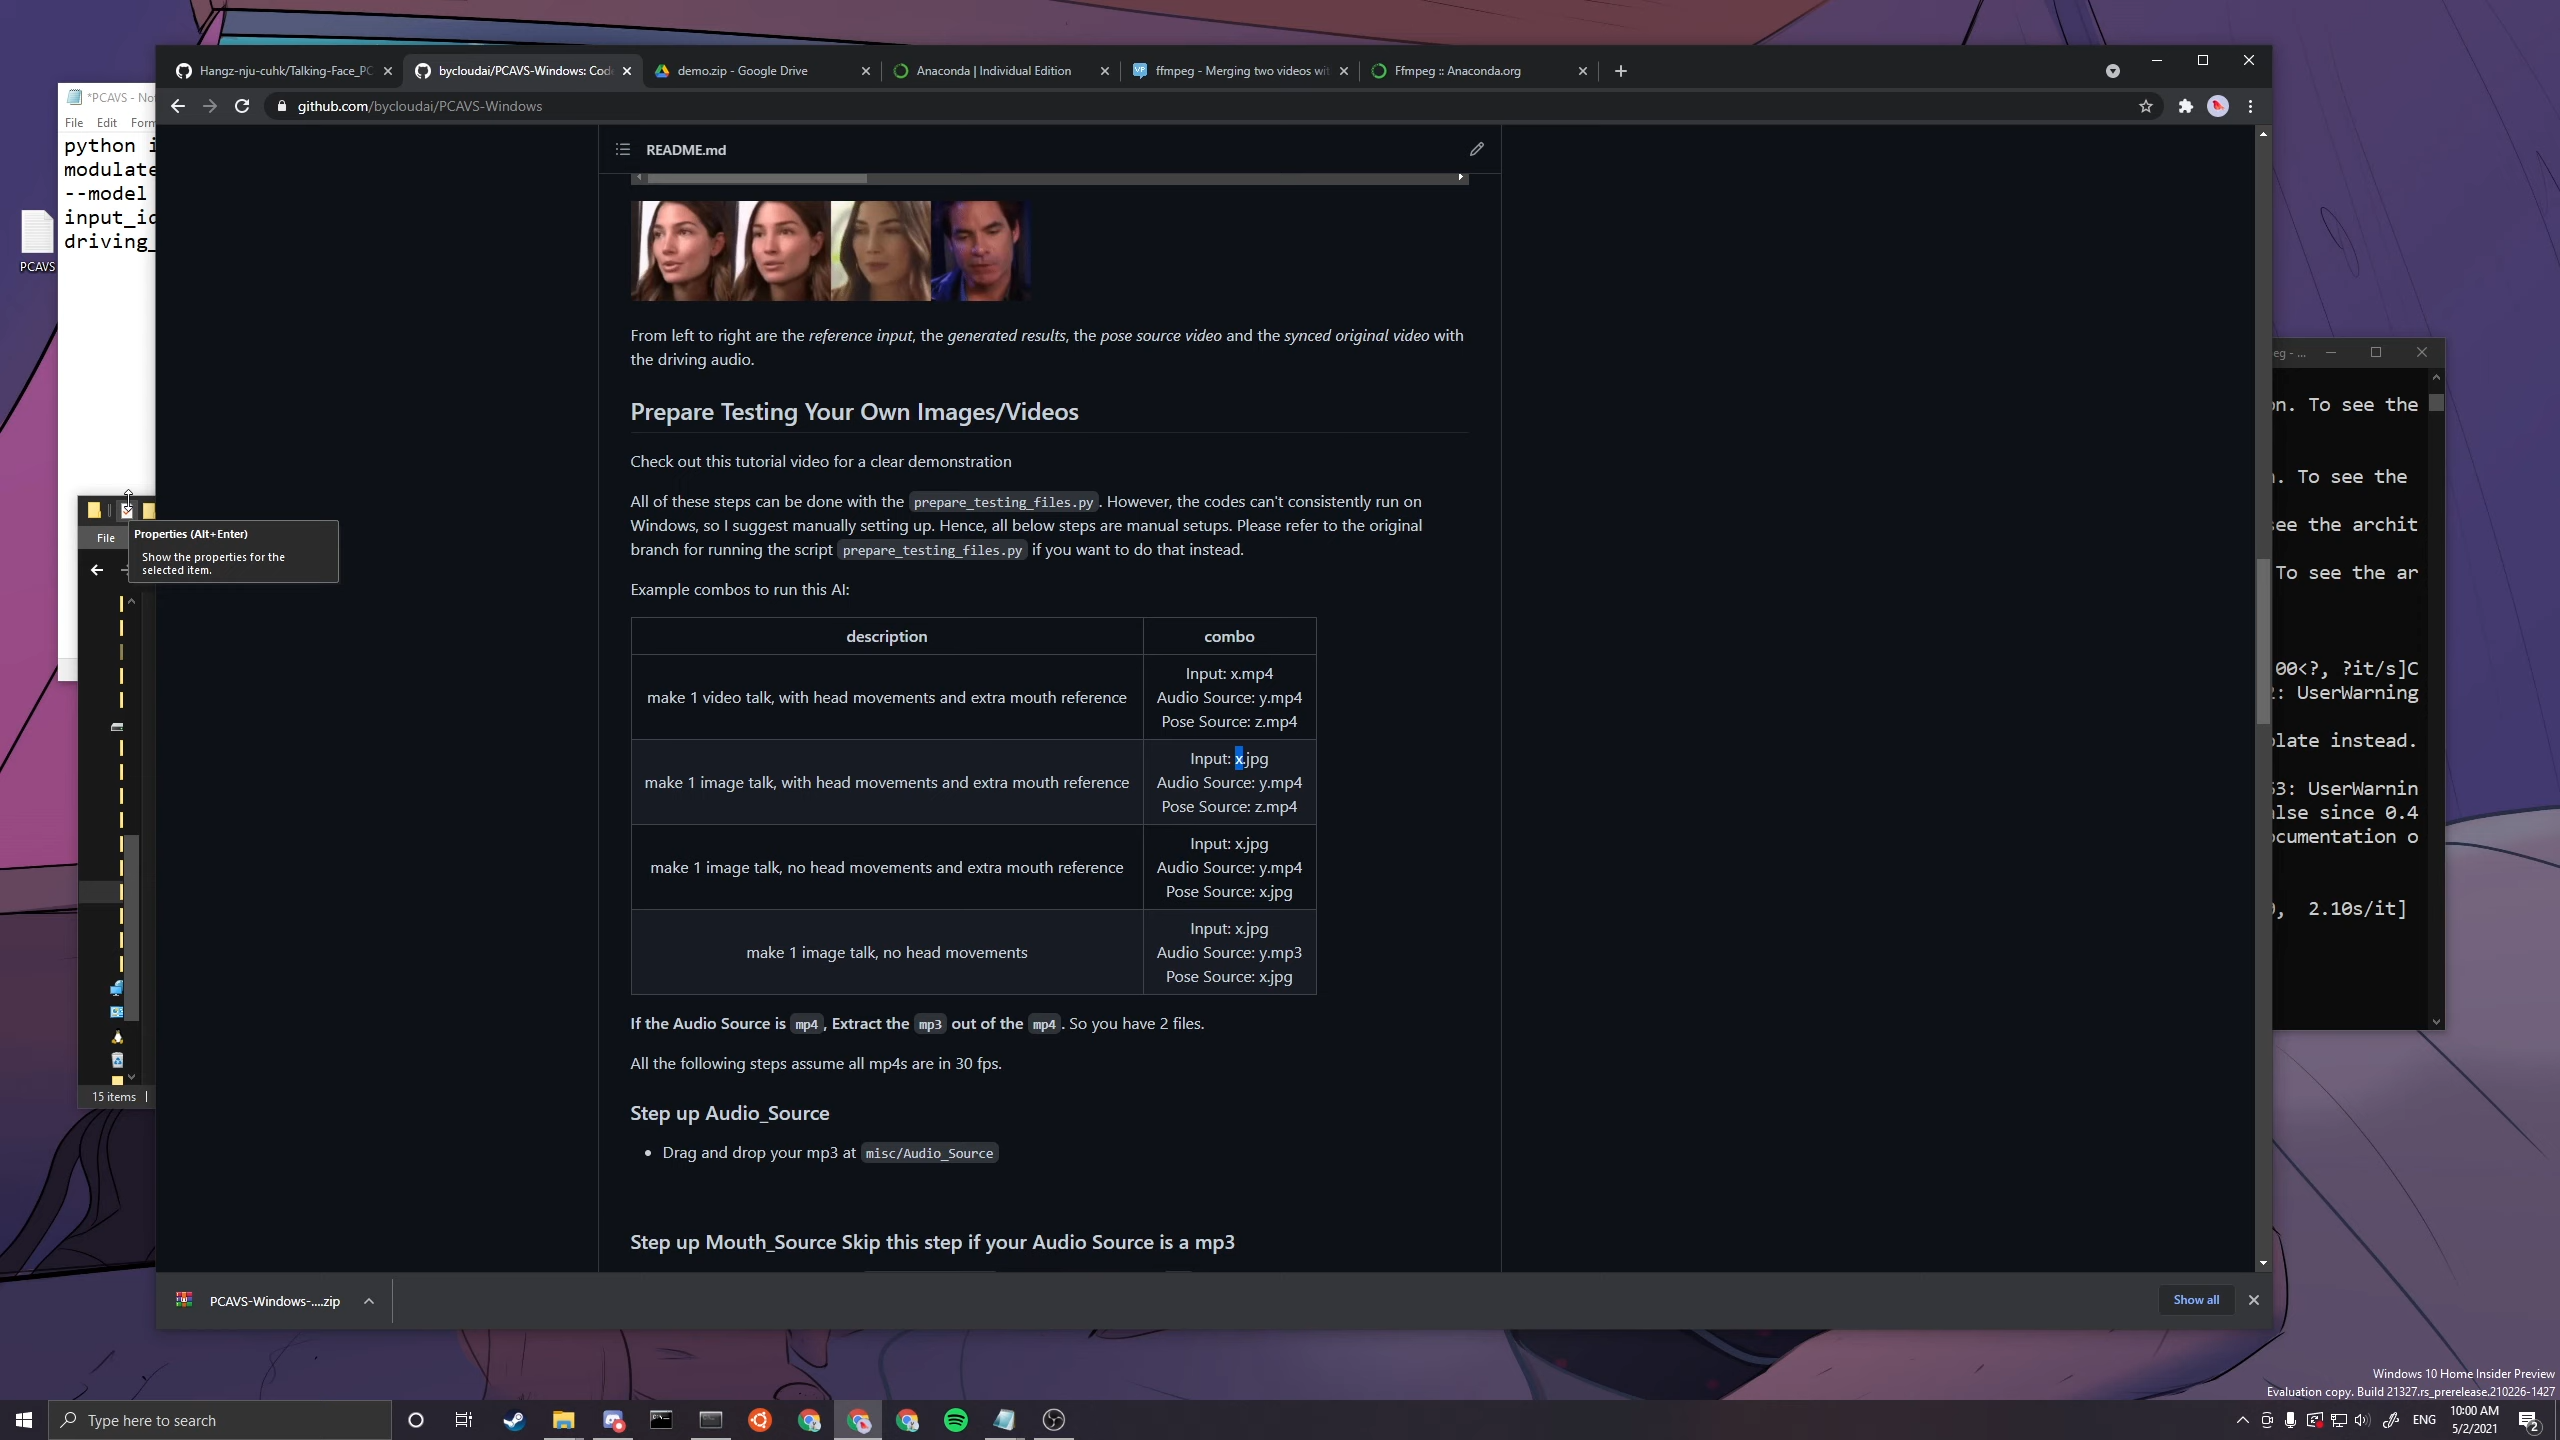 Hangz-nju-cuhk/Talking-Face_PC
bycloudai/PCAVS-Windows: Cod
demo.zip - Google Drive
Anaconda | Individual Edition
ffmpeg - Merging two videos wit
Ffmpeg :: Anaconda.org
github.com/bycloudai/PCAVS-Windows
*PCAVS - Not
File Edit Form
python i
modulate
--model
input_id
driving_
PCAVS
README.md
From left to right are the reference input, the generated results, the pose source video and the synced original video with
the driving audio.
Prepare Testing Your Own Images/Videos
Check out this tutorial video for a clear demonstration
All of these steps can be done with the prepare_testing_files.py. However, the codes can't consistently run on
Windows, so I suggest manually setting up. Hence, all below steps are manual setups. Please refer to the original
branch for running the script prepare_testing_files.py if you want to do that instead.
Example combos to run this AI:
description combo
make 1 video talk, with head movements and extra mouth reference
Input: x.mp4
Audio Source: y.mp4
Pose Source: z.mp4
make 1 image talk, with head movements and extra mouth reference
Input: x.jpg
Audio Source: y.mp4
Pose Source: z.mp4
make 1 image talk, no head movements and extra mouth reference
Input: x.jpg
Audio Source: y.mp4
Pose Source: x.jpg
make 1 image talk, no head movements
Input: x.jpg
Audio Source: y.mp3
Pose Source: x.jpg
If the Audio Source is mp4, Extract the mp3 out of the mp4. So you have 2 files.
All the following steps assume all mp4s are in 30 fps.
Step up Audio_Source
• Drag and drop your mp3 at misc/Audio_Source
Step up Mouth_Source Skip this step if your Audio Source is a mp3
File
Properties (Alt+Enter)
Show the properties for the
selected item.
15 items
eg - ...
on. To see the
. To see the
see the archit
To see the ar
00<?, ?it/s]C
: UserWarning
late instead.
53: UserWarnin
lse since 0.4
ocumentation o
, 2.10s/it]
PCAVS-Windows-....zip
Show all
Windows 10 Home Insider Preview
Evaluation copy. Build 21327.rs_prerelease.210226-1427
Type here to search
ENG
10:00 AM
5/2/2021
2